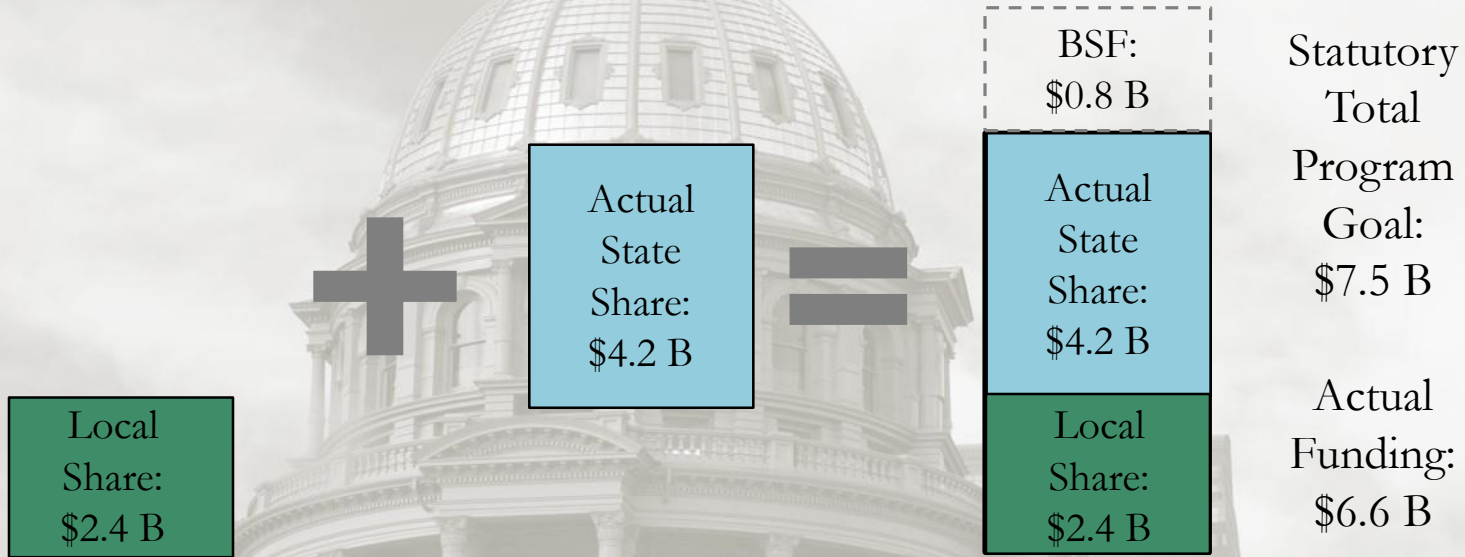 Local
Share:
$2.4 B
Actual
State
Share:
$4.2 B
BSF:
$0.8 B
Actual
State
Share:
$4.2 B
Local
Share:
$2.4 B
Statutory
Total
Program
Goal:
$7.5 B
Actual
Funding:
$6.6 B